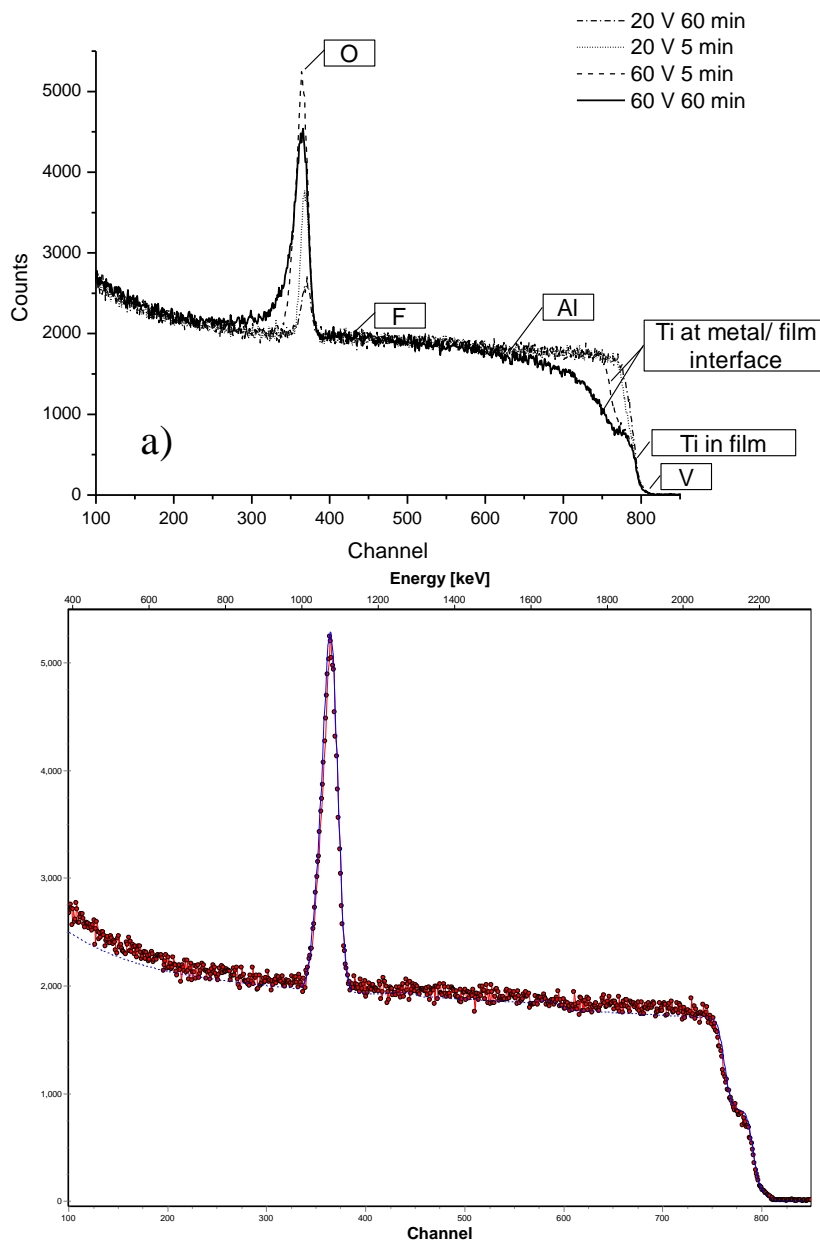 20 V 60 min
20 V 5 min
60 V 5 min
60 V 60 min
O
5000
4000
3000
2000
1000
0
Counts
F
Al
Ti at metal/ film
interface
Ti in film
V
a)
100 200 300 400 500 600 700 800
Channel
Energy [keV]
400 600 800 1000 1200 1400 1600 1800 2000 2200
5,000
4,000
3,000
2,000
1,000
0
100 200 300 400 500 600 700 800
Channel